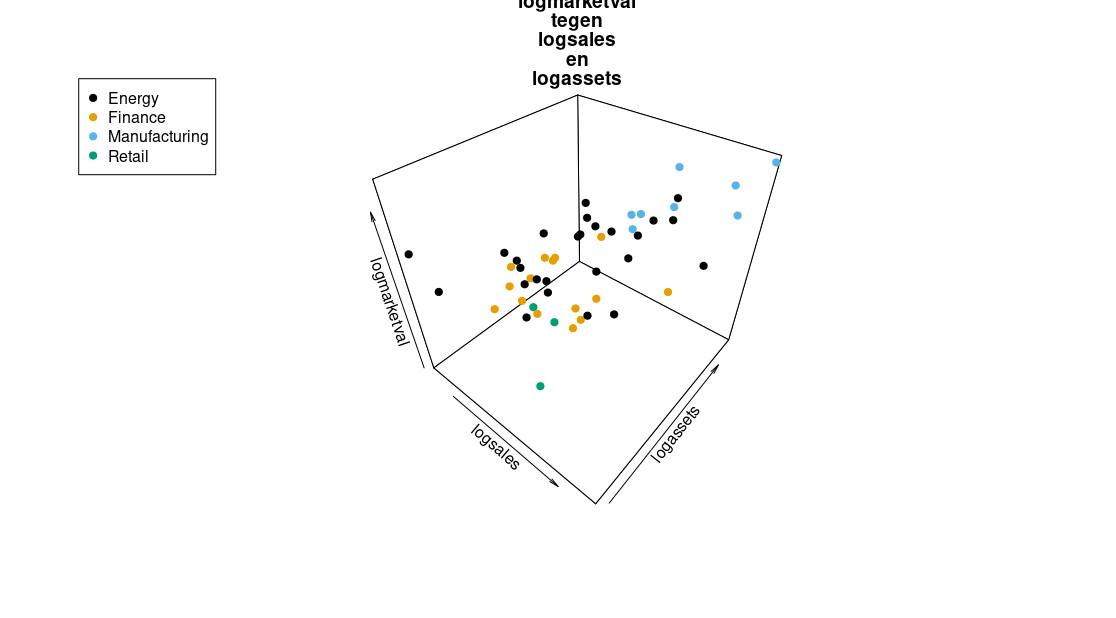 logmarketval
tegen
logsales
en
logassets
Energy
Finance
Manufacturing
Retail
logmarketval
logsales
logassets